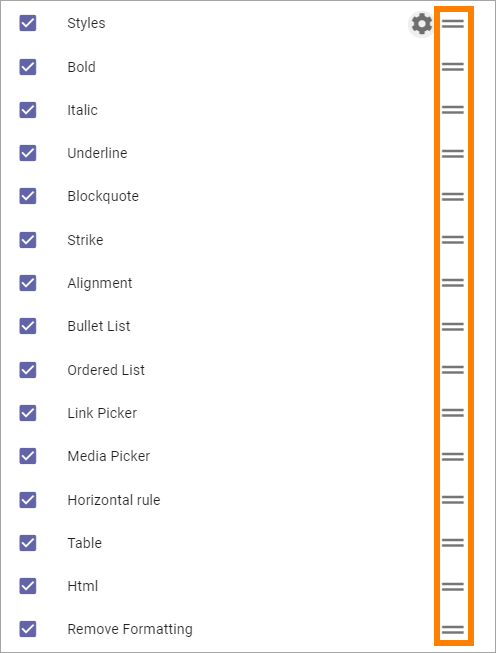 Styles
Bold
Italic
Underline
Blockquote
Strike
Alignment
Bullet List
Ordered List
Link Picker
Media Picker
Horizontal rule
Table
Html
Remove Formatting